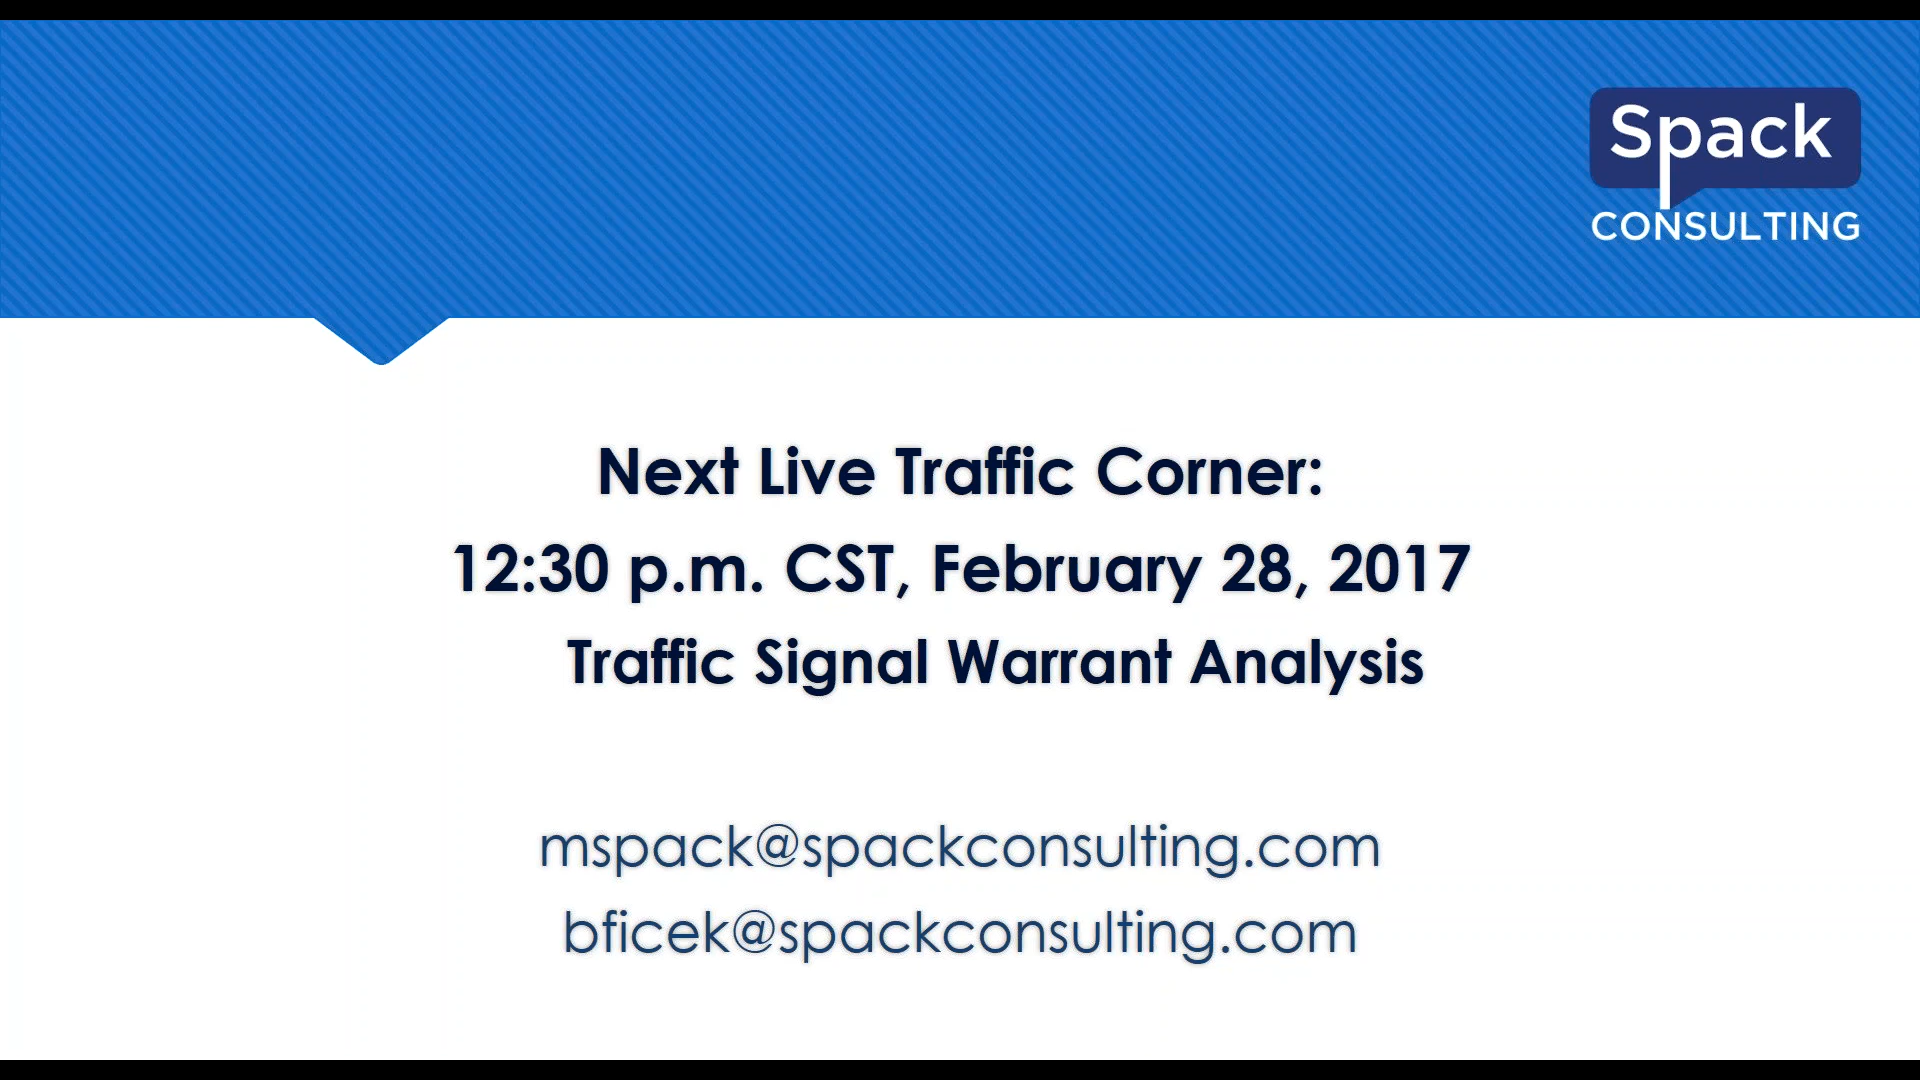 Spack
CONSULTING
Next Live Traffic Corner:
12:30 p.m. CST, February 28, 2017
Traffic Signal Warrant Analysis
mspack@spackconsulting.com
bficek@spackconsulting.com